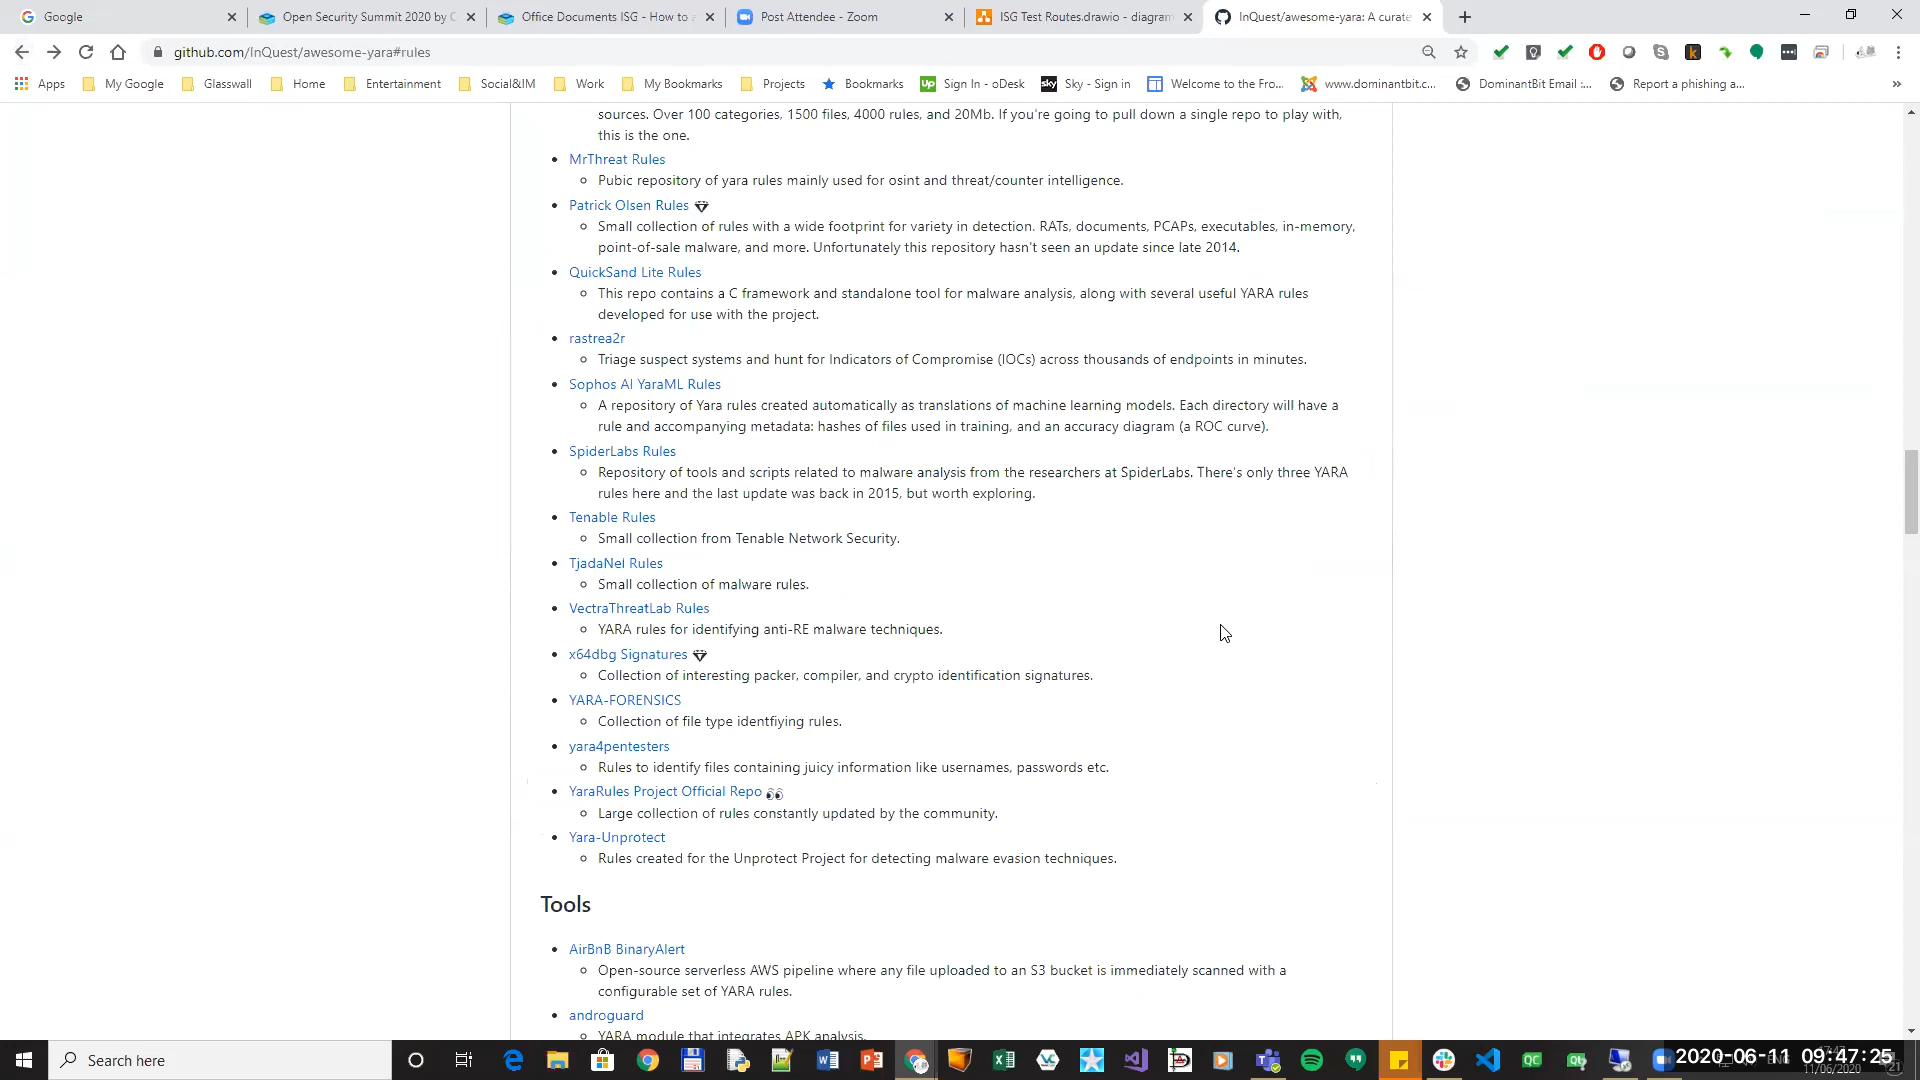 Google
Open Security Summit 2020 by C
Office Documents ISG - How to
Post Attendee - Zoom
ISG Test Routes.drawio - diagram
InQuest/awesome-yara: A curate
github.com/InQuest/awesome-yara#rules
Apps
My Google
Glasswall
Home
Entertainment
Social&IM
Work
My Bookmarks
Projects
Bookmarks
Sign In - oDesk
Sky - Sign in
Welcome to the Fro...
www.dominantbit.c...
DominantBit Email :...
Report a phishing a...
sources. Over 100 categories, 1500 files, 4000 rules, and 20Mb. If you're going to pull down a single repo to play with,
this is the one.
MrThreat Rules
Pubic repository of yara rules mainly used for osint and threat/counter intelligence.
Patrick Olsen Rules
Small collection of rules with a wide footprint for variety in detection. RATs, documents, PCAPs, executables, in-memory,
point-of-sale malware, and more. Unfortunately this repository hasn't seen an update since late 2014.
QuickSand Lite Rules
This repo contains a C framework and standalone tool for malware analysis, along with several useful YARA rules
developed for use with the project.
rastrea2r
Triage suspect systems and hunt for Indicators of Compromise (IOCs) across thousands of endpoints in minutes.
Sophos AI YaraML Rules
A repository of Yara rules created automatically as translations of machine learning models. Each directory will have a
rule and accompanying metadata: hashes of files used in training, and an accuracy diagram (a ROC curve).
SpiderLabs Rules
Repository of tools and scripts related to malware analysis from the researchers at SpiderLabs. There's only three YARA
rules here and the last update was back in 2015, but worth exploring.
Tenable Rules
Small collection from Tenable Network Security.
TjadaNel Rules
Small collection of malware rules.
VectraThreatLab Rules
YARA rules for identifying anti-RE malware techniques.
x64dbg Signatures
Collection of interesting packer, compiler, and crypto identification signatures.
YARA-FORENSICS
Collection of file type identfiying rules.
yara4pentesters
Rules to identify files containing juicy information like usernames, passwords etc.
YaraRules Project Official Repo
Large collection of rules constantly updated by the community.
Yara-Unprotect
Rules created for the Unprotect Project for detecting malware evasion techniques.
Tools
AirBnB BinaryAlert
Open-source serverless AWS pipeline where any file uploaded to an S3 bucket is immediately scanned with a
configurable set of YARA rules.
androguard
YARA module that integrates APK analysis.
Search here
2020-06-11 09:47:25
11/06/2020